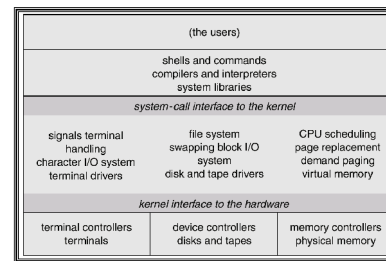 (the users)
shells and commands
compilers and interpreters
system libraries
system-call interface to the kernel
signals terminal
handling
character I/O system
terminal drivers
file system
swapping block I/O
system
disk and tape drivers
CPU scheduling
page replacement
demand paging
virtual memory
kernel interface to the hardware
terminal controllers
terminals
device controllers
disks and tapes
memory controllers
physical memory